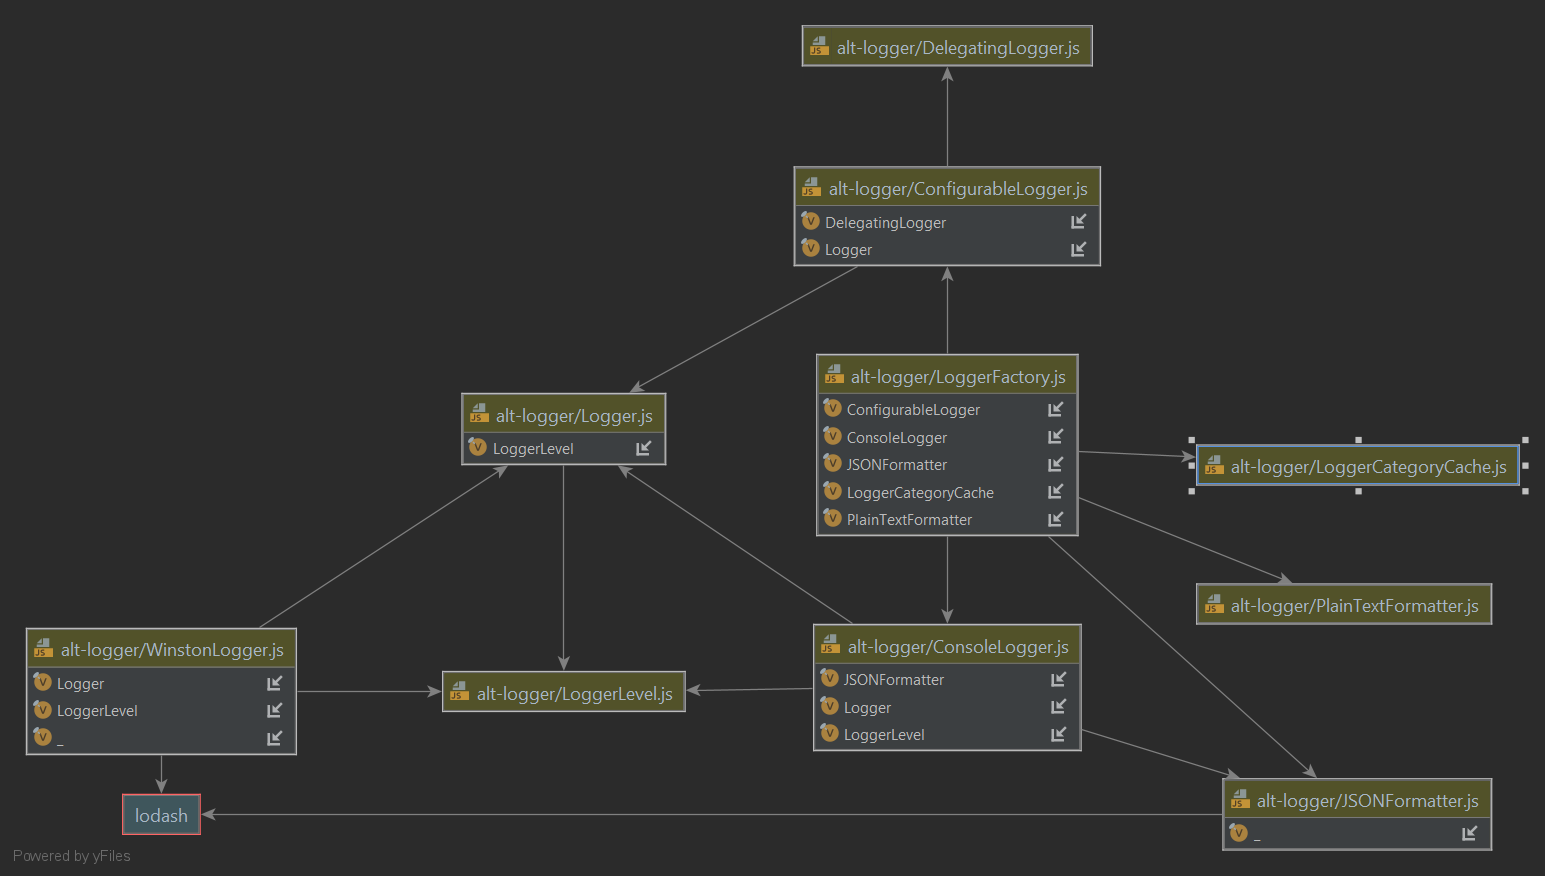 alt-logger/DelegatingLogger.js
alt-logger/ConfigurableLogger.js
DelegatingLogger
Logger
alt-logger/LoggerFactory.js
ConfigurableLogger
ConsoleLogger
JSONFormatter
LoggerCategoryCache
PlainTextFormatter
alt-logger/Logger.js
LoggerLevel
alt-logger/LoggerCategoryCache.js
alt-logger/PlainTextFormatter.js
alt-logger/WinstonLogger.js
Logger
LoggerLevel
_
alt-logger/LoggerLevel.js
alt-logger/ConsoleLogger.js
JSONFormatter
Logger
LoggerLevel
lodash
alt-logger/JSONFormatter.js
_
Powered by yFiles